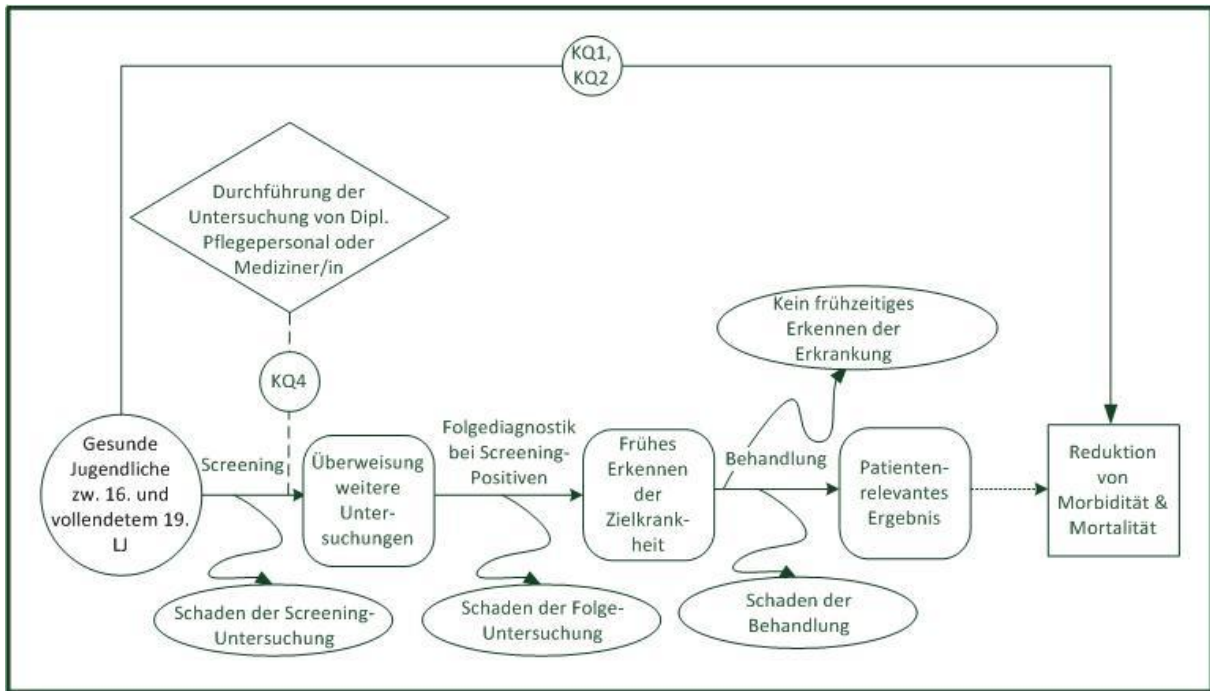 KQ1,
KQ2
Durchführung der
Untersuchung von Dipl.
Pflegepersonal oder
Mediziner/in
KQ4
Kein frühzeitiges
Erkennen der
Erkrankung
Gesunde
Jugendliche
zw. 16. und
vollendetem 19.
LJ
Screening
Überweisung
weitere
Unter-
suchungen
Folgediagnostik
bei Screening-
Positiven
Frühes
Erkennen
der
Zielkrank-
heit
Behandlung
Patienten-
relevantes
Ergebnis
Reduktion
von
Morbidität &
Mortalität
Schaden der Screening-
Untersuchung
Schaden der Folge-
Untersuchung
Schaden der
Behandlung